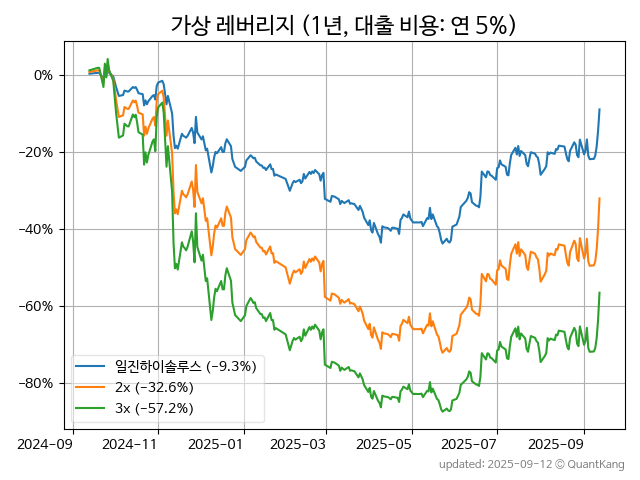 가상 레버리지 (1년, 대출 비용: 연 5%)
0%
−20%
−40%
−60%
−80%
일진하이솔루스 (−9.3%)
2x (−32.6%)
3x (−57.2%)
2024−09 2024−11 2025−01 2025−03 2025−05 2025−07 2025−09
updated: 2025−09−12 © QuantKang